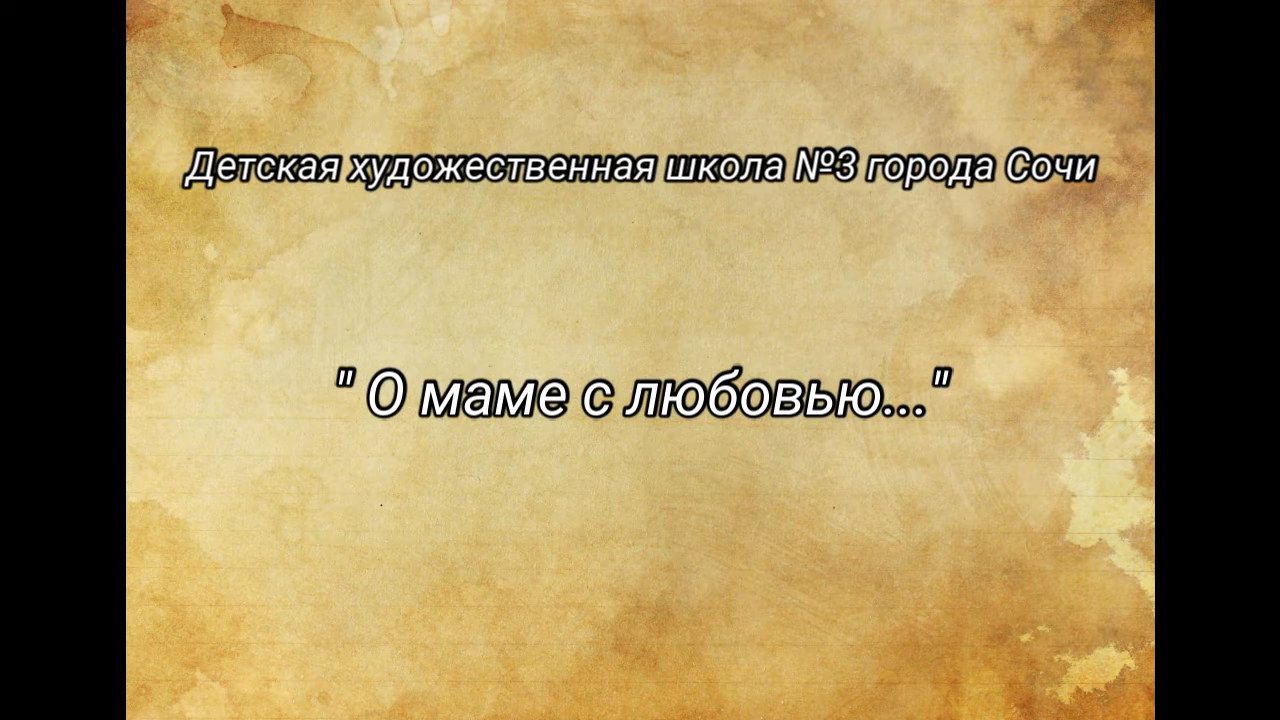 Детская художественная школа №3 города Сочи
" О маме с любовью..."